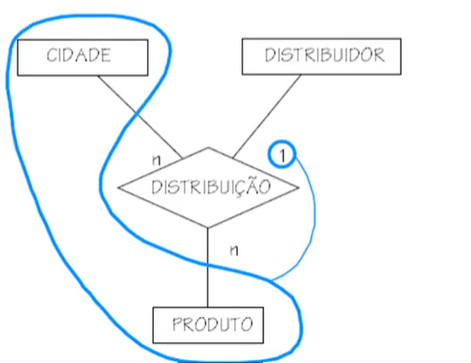 CIDADE
DISTRIBUIDOR
n
1
DISTRIBUIÇÃO
n
PRODUTO